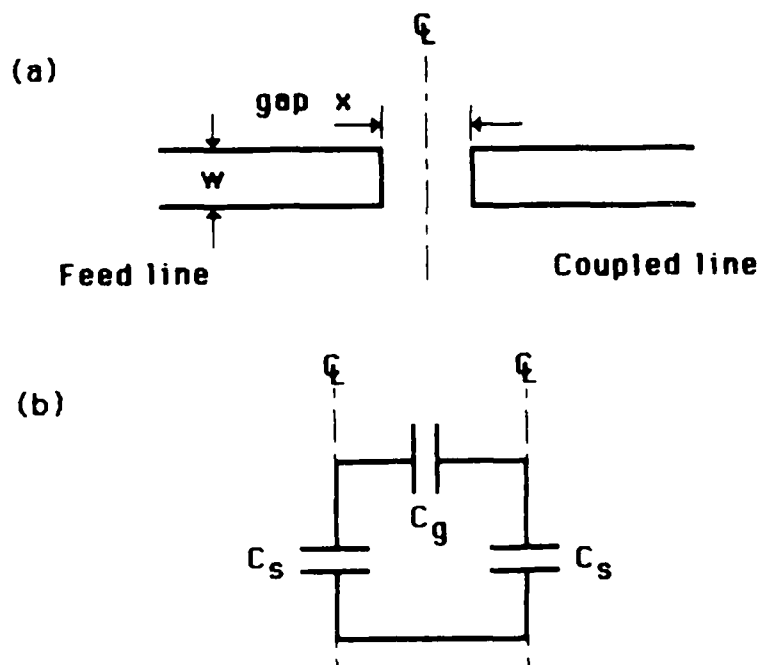 ℄
(a)
gap x
w
Feed line
Coupled line
℄ ℄
(b)
C_g
C_s
C_s